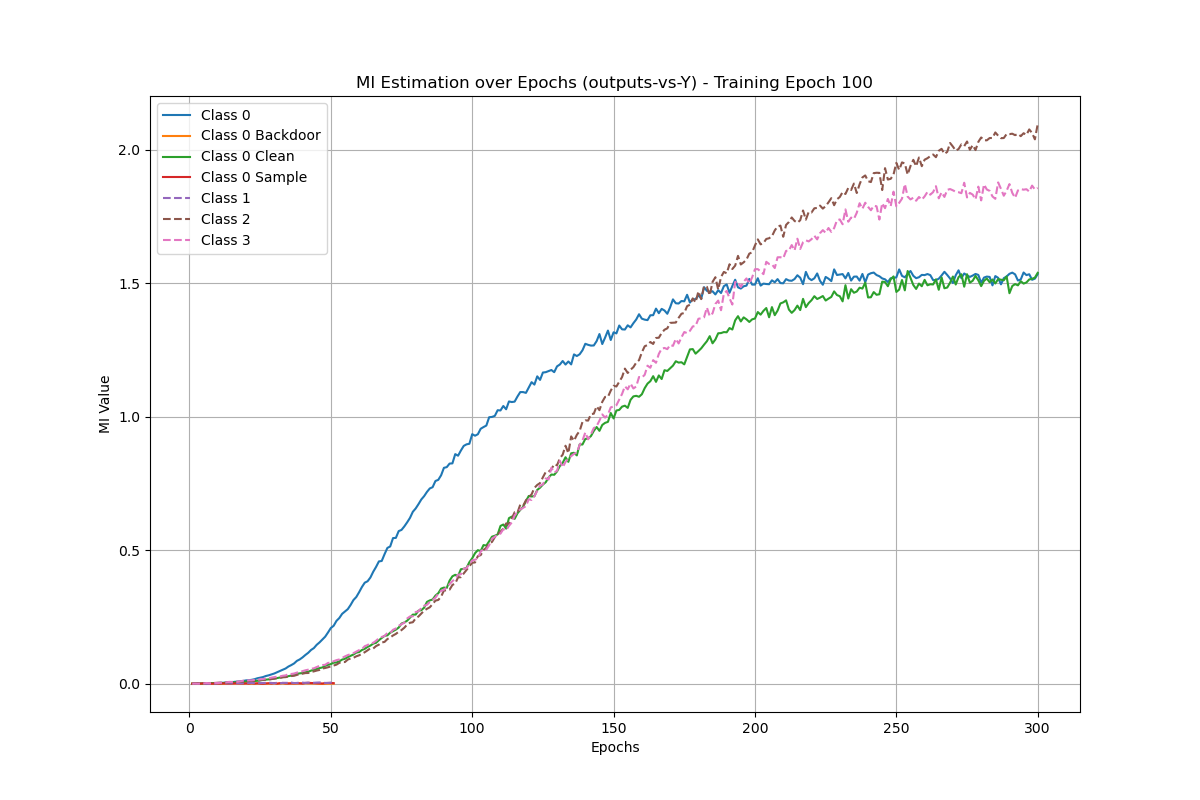 MI Estimation over Epochs (outputs-vs-Y) - Training Epoch 100
Class 0
Class 0 Backdoor
Class 0 Clean
Class 0 Sample
Class 1
Class 2
Class 3
MI Value
2.0
1.5
1.0
0.5
0.0
0 50 100 150 200 250 300
Epochs